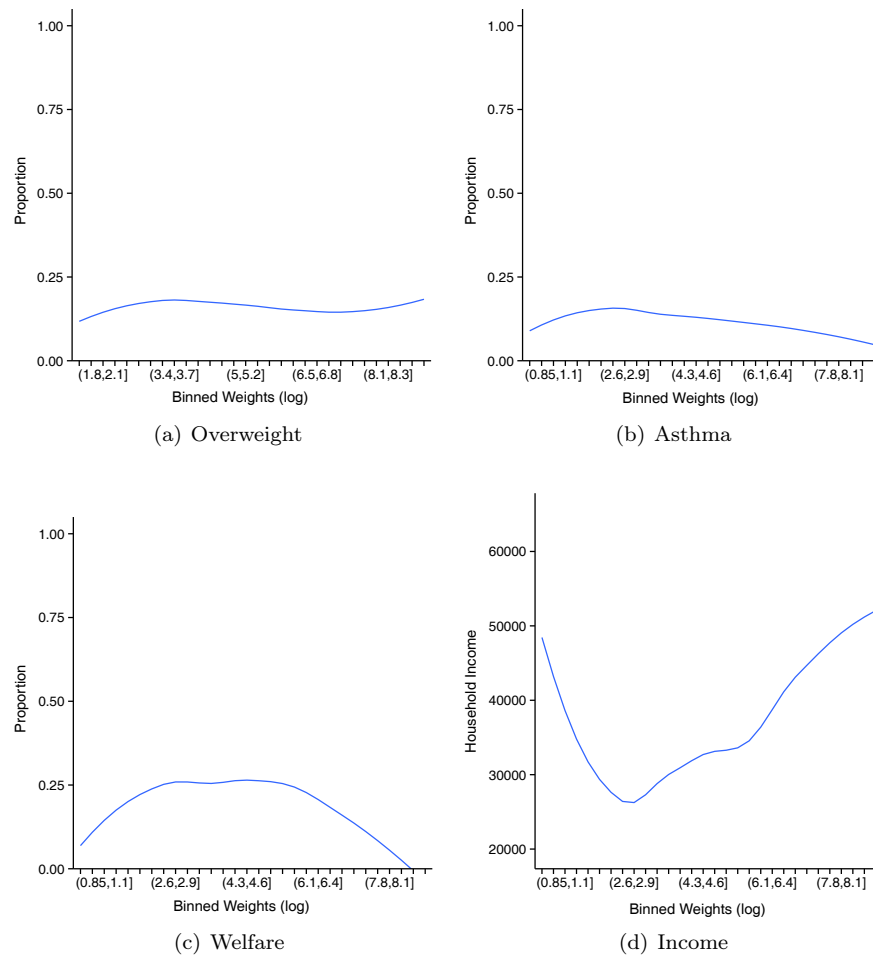 1.00
0.75
0.50
0.25
0.00
Proportion
(1.8,2.1] (3.4,3.7] (5,5.2] (6.5,6.8] (8.1,8.3]
Binned Weights (log)
(a) Overweight
1.00
0.75
0.50
0.25
0.00
Proportion
(0.85,1.1] (2.6,2.9] (4.3,4.6] (6.1,6.4] (7.8,8.1]
Binned Weights (log)
(b) Asthma
1.00
0.75
0.50
0.25
0.00
Proportion
(0.85,1.1] (2.6,2.9] (4.3,4.6] (6.1,6.4] (7.8,8.1]
Binned Weights (log)
(c) Welfare
60000
50000
40000
30000
20000
Household Income
(0.85,1.1] (2.6,2.9] (4.3,4.6] (6.1,6.4] (7.8,8.1]
Binned Weights (log)
(d) Income